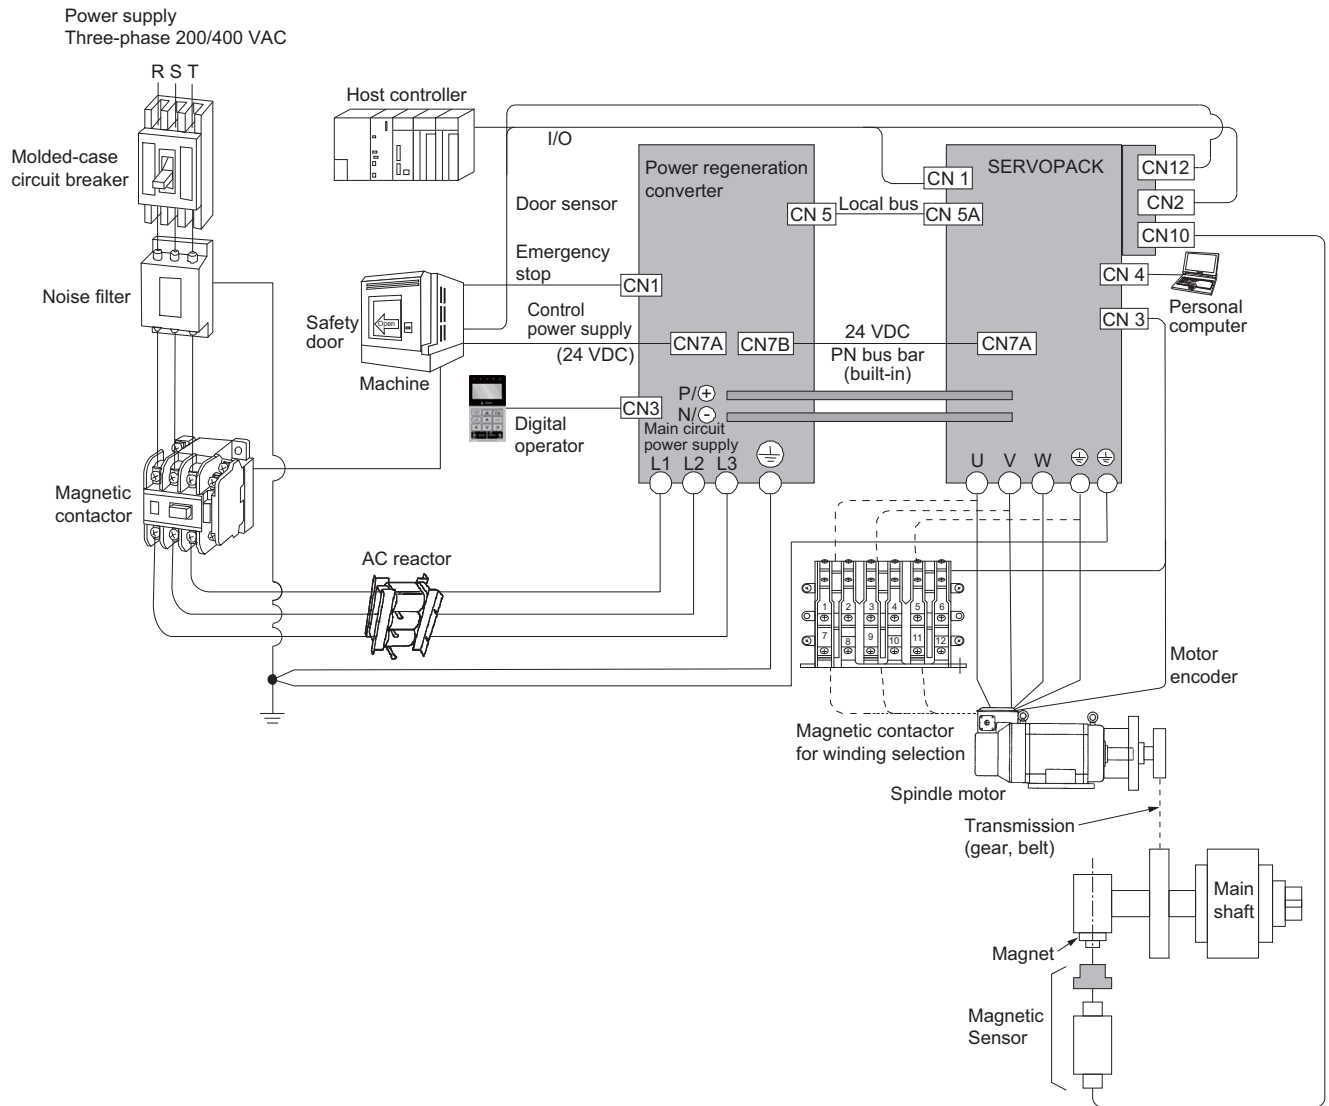 Power supply
Three-phase 200/400 VAC
R S T
Molded-case
circuit breaker
Noise filter
Magnetic
contactor
Host controller
I/O
Door sensor
Emergency
stop
Control
power supply
(24 VDC)
Safety
door
Open
Machine
Digital
operator
AC reactor
Power regeneration
converter
CN 5
CN1
CN7A
CN7B
CN3
P/+
N/-
Main circuit
power supply
L1 L2 L3
Local bus
24 VDC
PN bus bar
(built-in)
SERVOPACK
CN 1
CN 5A
CN12
CN2
CN10
CN 4
CN 3
CN7A
U V W
Personal
computer
1 2 3 4 5 6
7 8 9 10 11 12
Magnetic contactor
for winding selection
Motor
encoder
Spindle motor
Transmission
(gear, belt)
Main
shaft
Magnet
Magnetic
Sensor